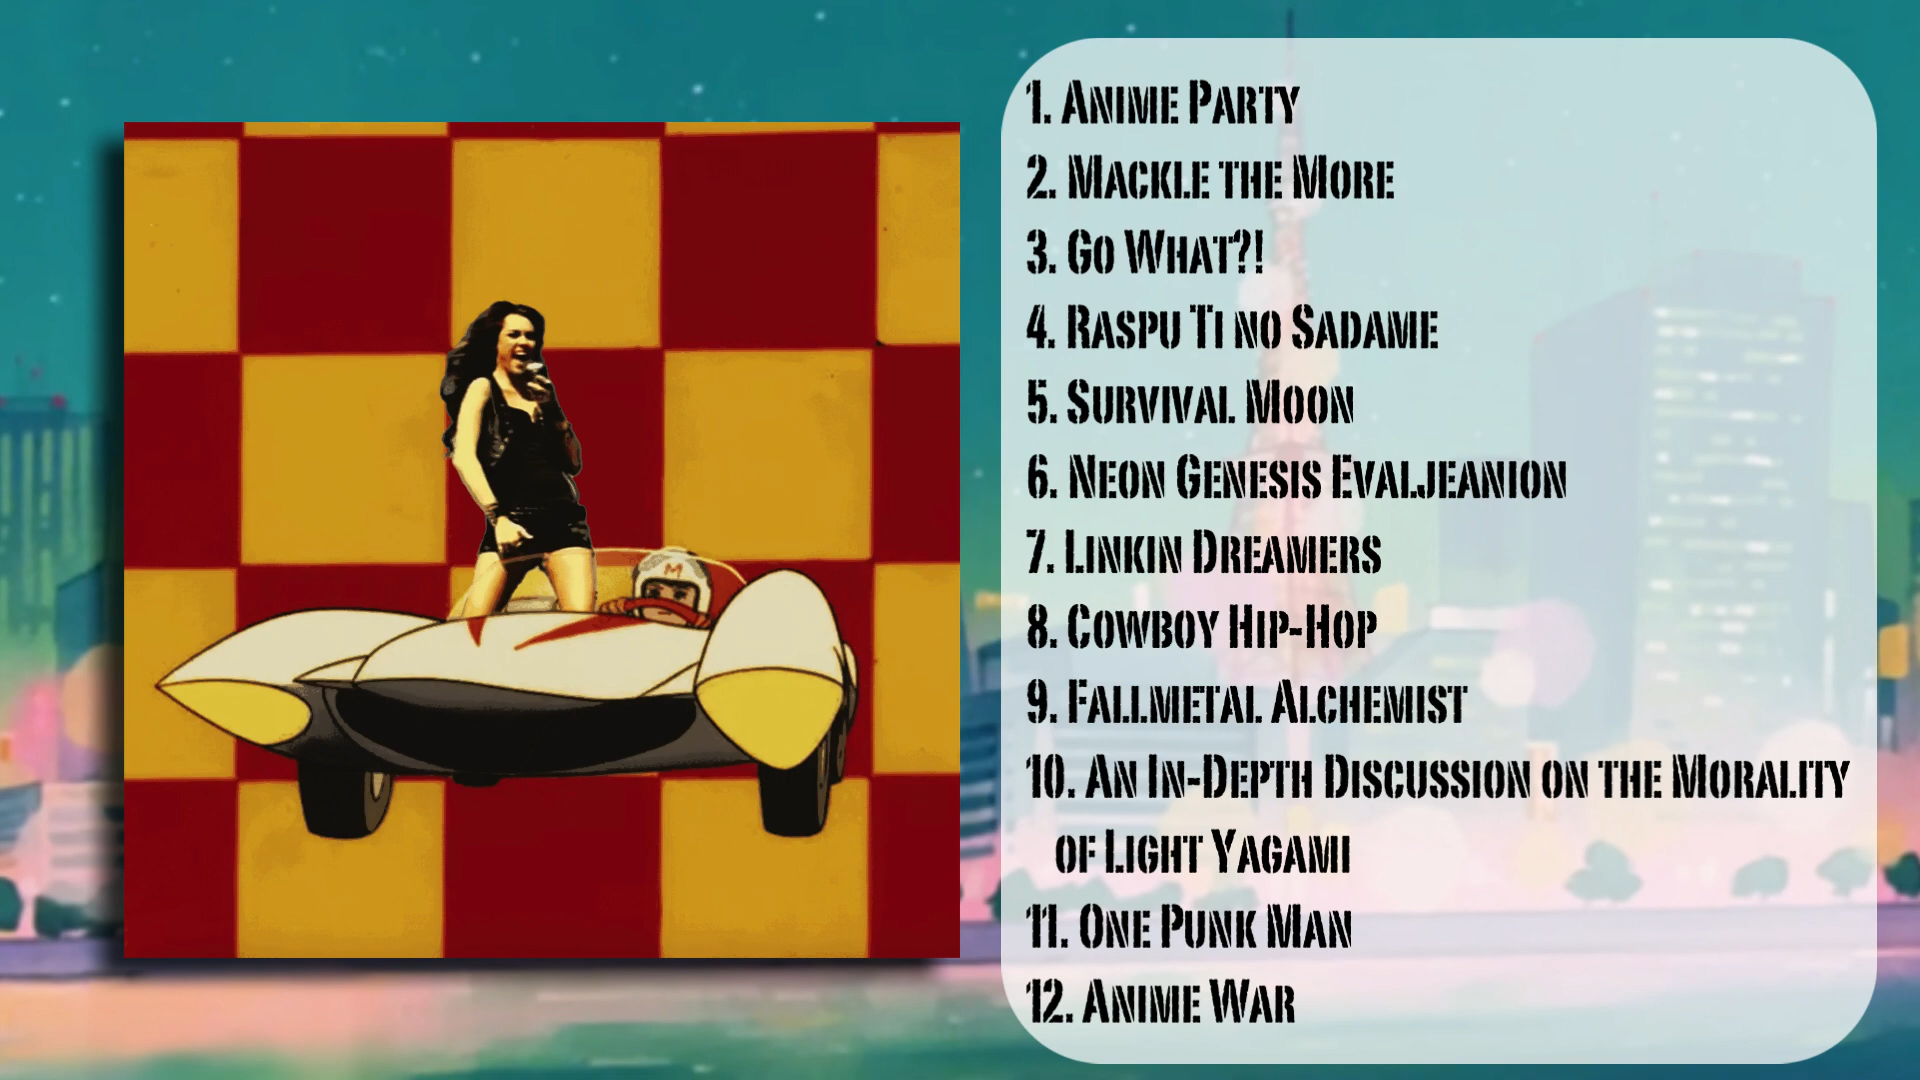 1. Anime Party
2. Mackle the More
3. Go What?!
4. Raspu Ti no Sadame
5. Survival Moon
6. Neon Genesis Evaljeanion
7. Linkin Dreamers
8. Cowboy Hip-Hop
9. Fallmetal Alchemist
10. An In-Depth Discussion on the Morality
of Light Yagami
11. One Punk Man
12. Anime War
M